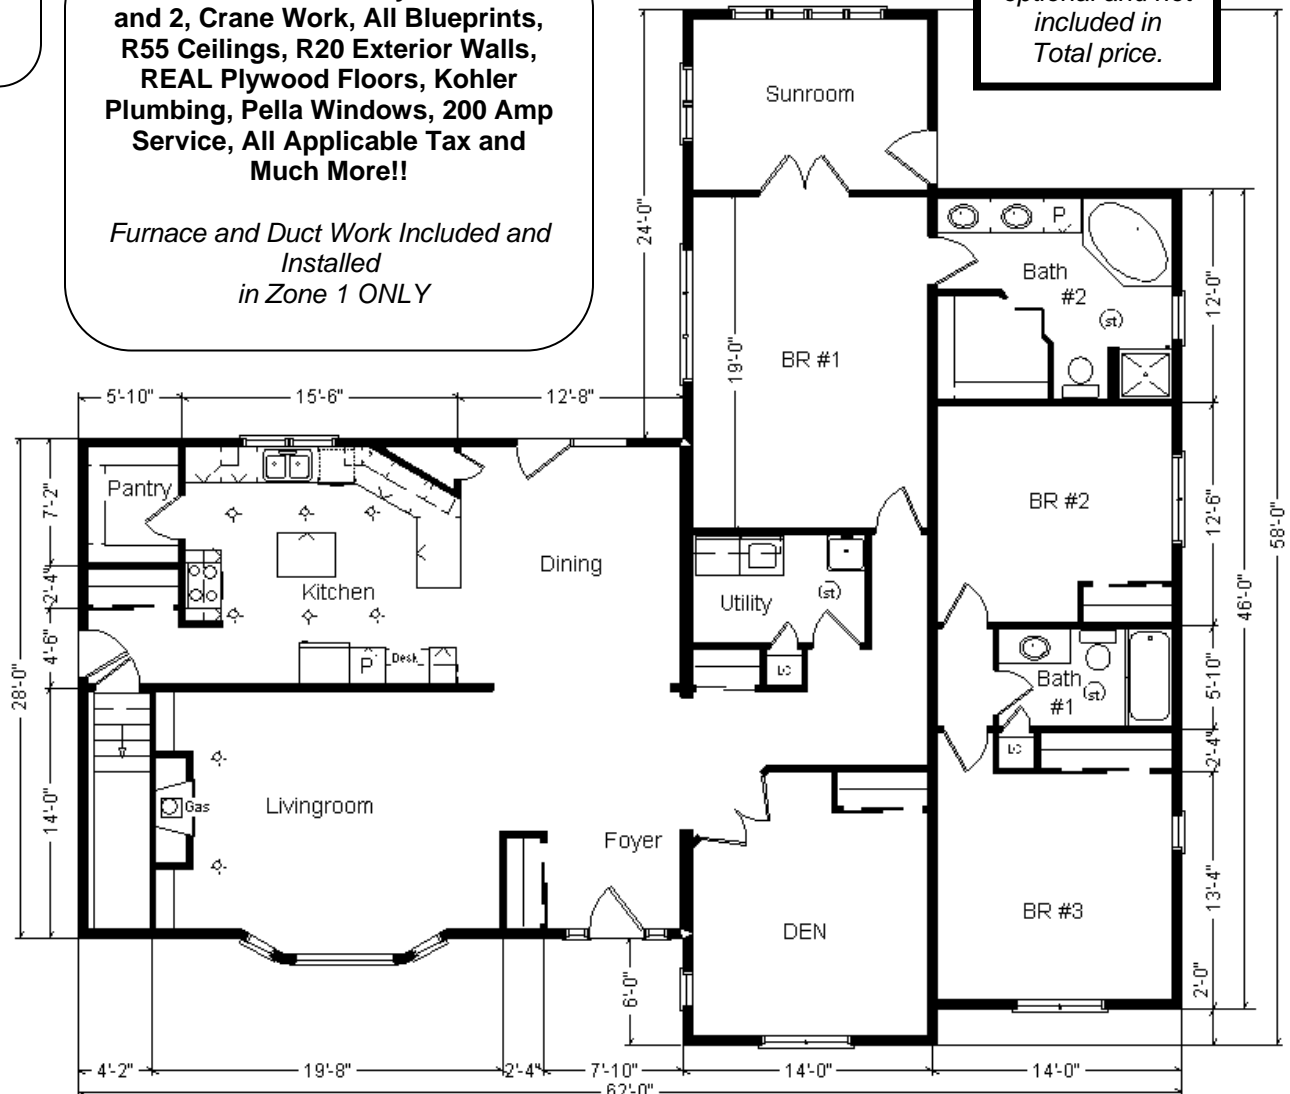 and 2, Crane Work, All Blueprints,
R55 Ceilings, R20 Exterior Walls,
REAL Plywood Floors, Kohler
Plumbing, Pella Windows, 200 Amp
Service, All Applicable Tax and
Much More!!
Furnace and Duct Work Included and
Installed
in Zone 1 ONLY
included in
Total price.
Sunroom
24'-0"
BR #1
19'-0"
P
Bath
#2
(st)
12'-0"
58'-0"
46'-0"
5'-10"
15'-6"
12'-8"
Pantry
7'-2"
Kitchen
Dining
2'-4"
4'-6"
28'-0"
P
Desk
Utility
(st)
LC
BR #2
12'-6"
Bath
#1
(st)
5'-10"
LC
2'-4"
14'-0"
Gas
Livingroom
Foyer
DEN
BR #3
13'-4"
2'-0"
6'-0"
4'-2"
19'-8"
2'-4"
7'-10"
14'-0"
14'-0"
62'-0"